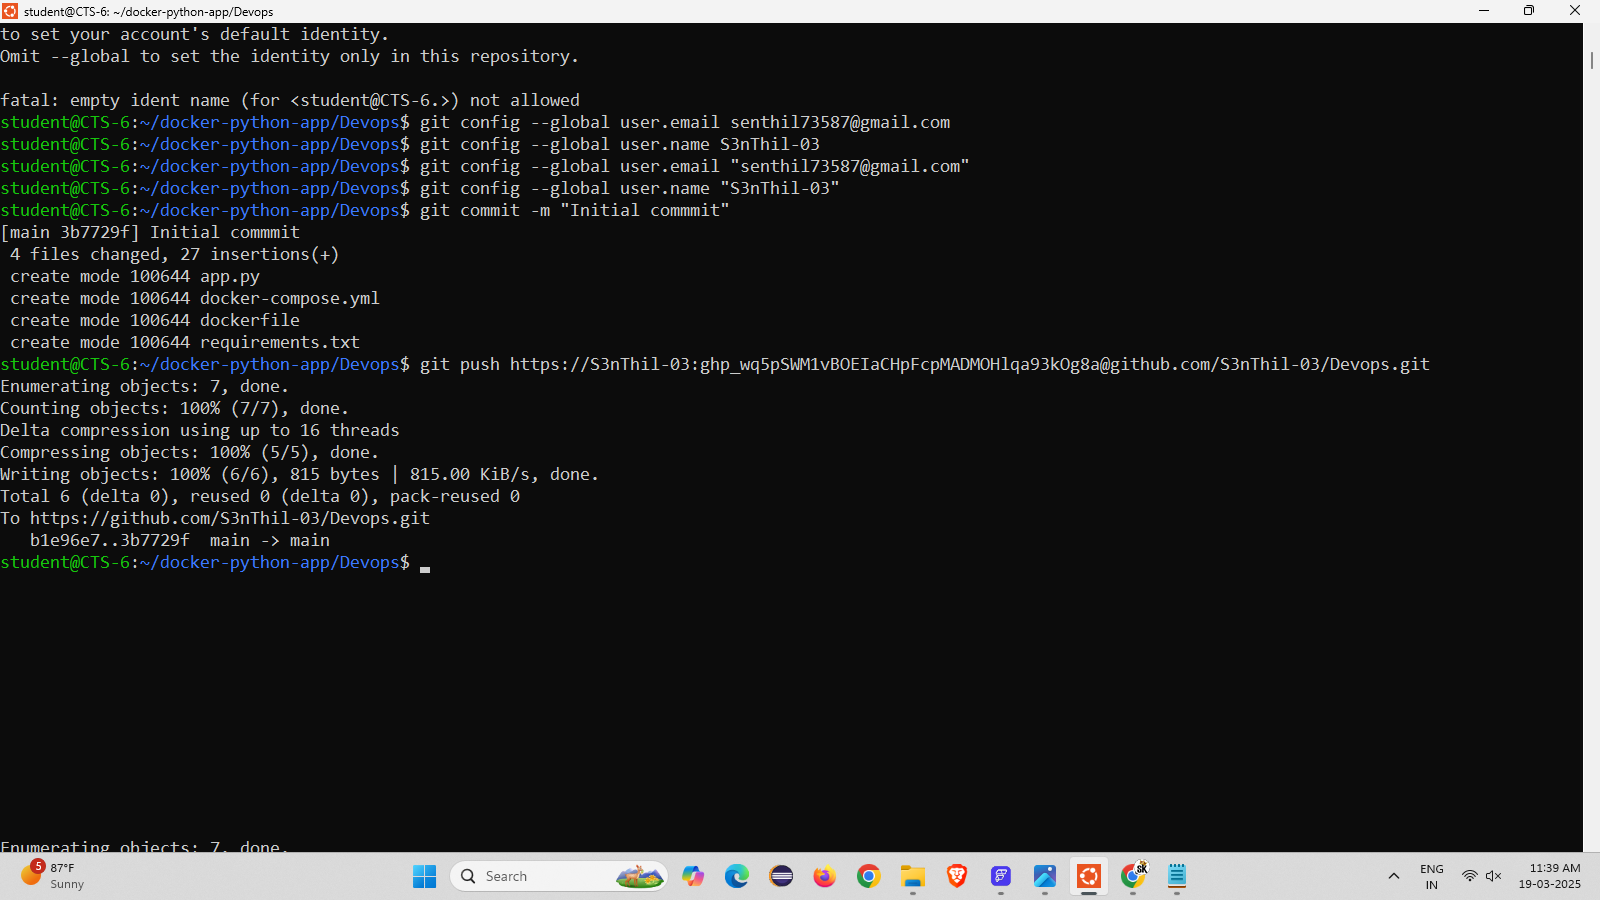 student@CTS-6: ~/docker-python-app/Devops
to set your account's default identity.
Omit --global to set the identity only in this repository.
fatal: empty ident name (for <student@CTS-6.>) not allowed
student@CTS-6:~/docker-python-app/Devops$ git config --global user.email senthil73587@gmail.com
student@CTS-6:~/docker-python-app/Devops$ git config --global user.name S3nThil-03
student@CTS-6:~/docker-python-app/Devops$ git config --global user.email "senthil73587@gmail.com"
student@CTS-6:~/docker-python-app/Devops$ git config --global user.name "S3nThil-03"
student@CTS-6:~/docker-python-app/Devops$ git commit -m "Initial commmit"
[main 3b7729f] Initial commmit
4 files changed, 27 insertions(+)
create mode 100644 app.py
create mode 100644 docker-compose.yml
create mode 100644 dockerfile
create mode 100644 requirements.txt
student@CTS-6:~/docker-python-app/Devops$ git push https://S3nThil-03: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@github.com/S3nThil-03/Devops.git
Enumerating objects: 7, done.
Counting objects: 100% (7/7), done.
Delta compression using up to 16 threads
Compressing objects: 100% (5/5), done.
Writing objects: 100% (6/6), 815 bytes | 815.00 KiB/s, done.
Total 6 (delta 0), reused 0 (delta 0), pack-reused 0
To https://github.com/S3nThil-03/Devops.git
b1e96e7..3b7729f  main -> main
student@CTS-6:~/docker-python-app/Devops$
Enumerating objects: 7, done.
5
87°F
Sunny
Search
SK
ENG
IN
11:39 AM
19-03-2025